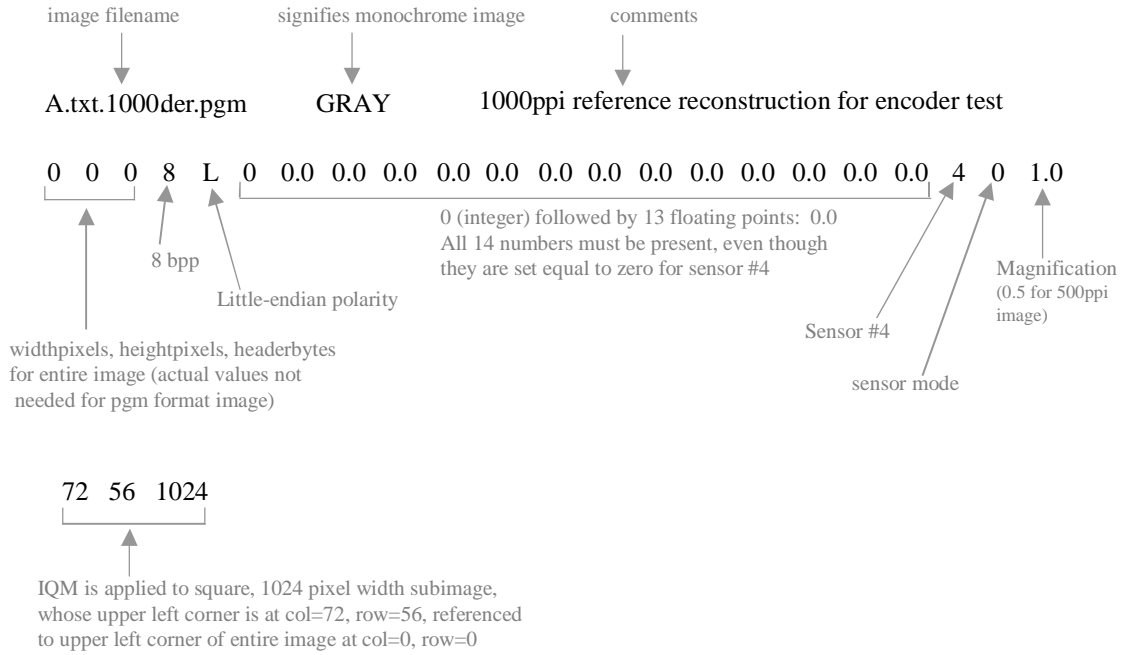 image filename signifies monochrome image comments
A.txt.1000der.pgm GRAY 1000ppi reference reconstruction for encoder test
0 0 0 8 L 0 0.0 0.0 0.0 0.0 0.0 0.0 0.0 0.0 0.0 0.0 0.0 0.0 0.0 4 0 1.0
0 (integer) followed by 13 floating points: 0.0
All 14 numbers must be present, even though
they are set equal to zero for sensor #4
8 bpp
Little-endian polarity
Magnification
(0.5 for 500ppi
image)
Sensor #4
sensor mode
widthpixels, heightpixels, headerbytes
for entire image (actual values not
needed for pgm format image)
72 56 1024
IQM is applied to square, 1024 pixel width subimage,
whose upper left corner is at col=72, row=56, referenced
to upper left corner of entire image at col=0, row=0